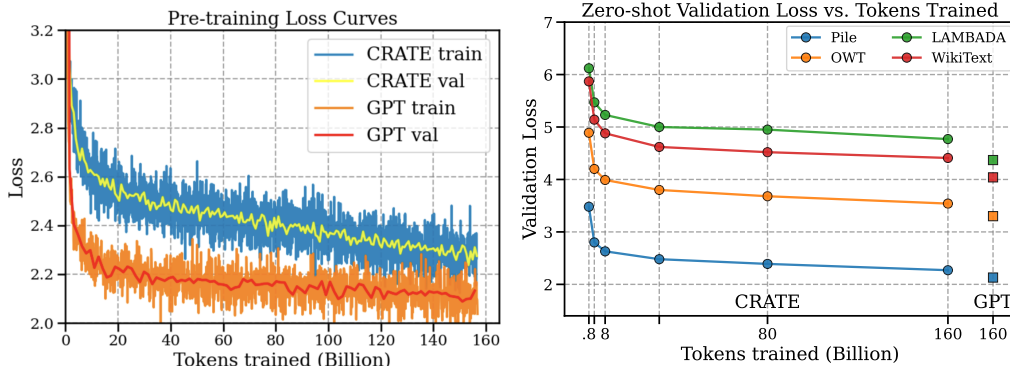 Pre-training Loss Curves
3.2
3.0
2.8
2.6
2.4
2.2
2.0
Loss
CRATE train
CRATE val
GPT train
GPT val
0 20 40 60 80 100 120 140 160
Tokens trained (Billion)
Zero-shot Validation Loss vs. Tokens Trained
7
6
5
4
3
2
Validation Loss
Pile LAMBADA
OWT WikiText
CRATE GPT
.8 8 80 160 160
Tokens trained (Billion)